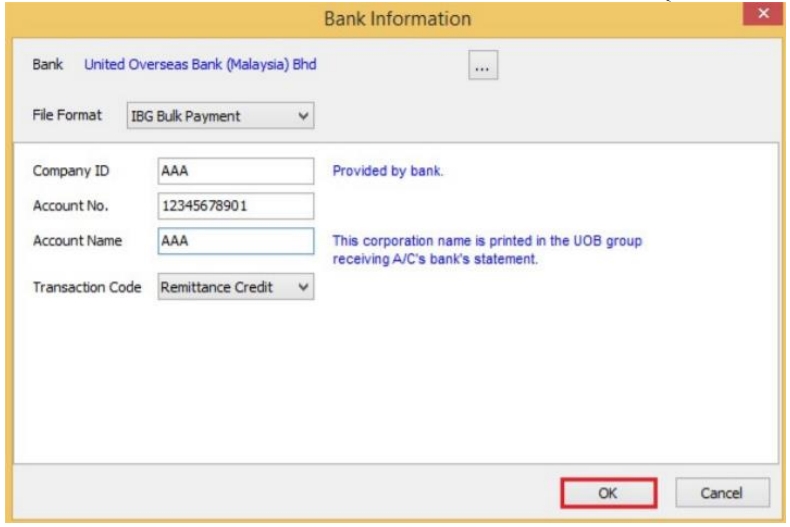 Bank Information
Bank United Overseas Bank (Malaysia) Bhd ...
File Format IBG Bulk Payment
Company ID AAA Provided by bank.
Account No. 12345678901
Account Name AAA This corporation name is printed in the UOB group
receiving A/C's bank's statement.
Transaction Code Remittance Credit
OK Cancel